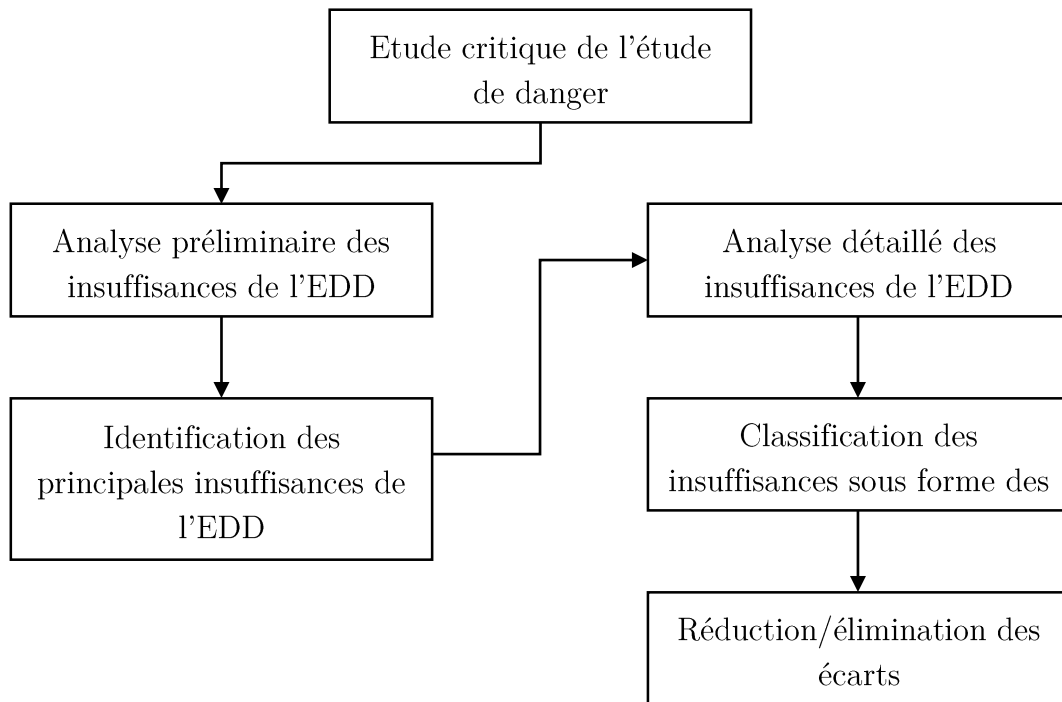 Etude critique de l'étude
de danger
Analyse préliminaire des
insuffisances de l'EDD
Identification des
principales insuffisances de
l'EDD
Analyse détaillé des
insuffisances de l'EDD
Classification des
insuffisances sous forme des
Réduction/élimination des
écarts